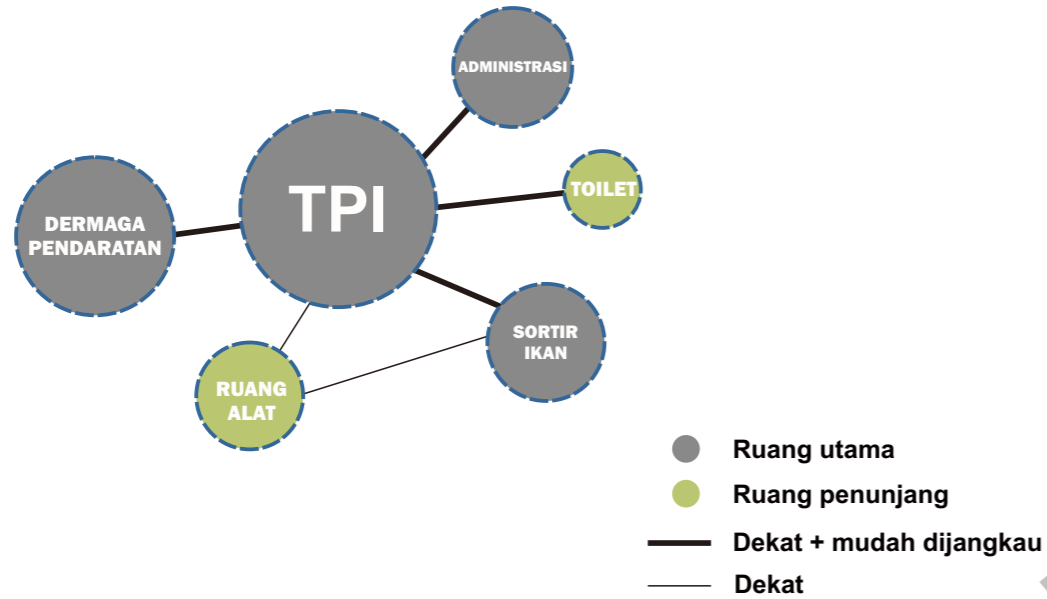 ADMINISTRASI
TPI
TOILET
DERMAGA
PENDARATAN
SORTIR
IKAN
RUANG
ALAT
Ruang utama
Ruang penunjang
Dekat + mudah dijangkau
Dekat